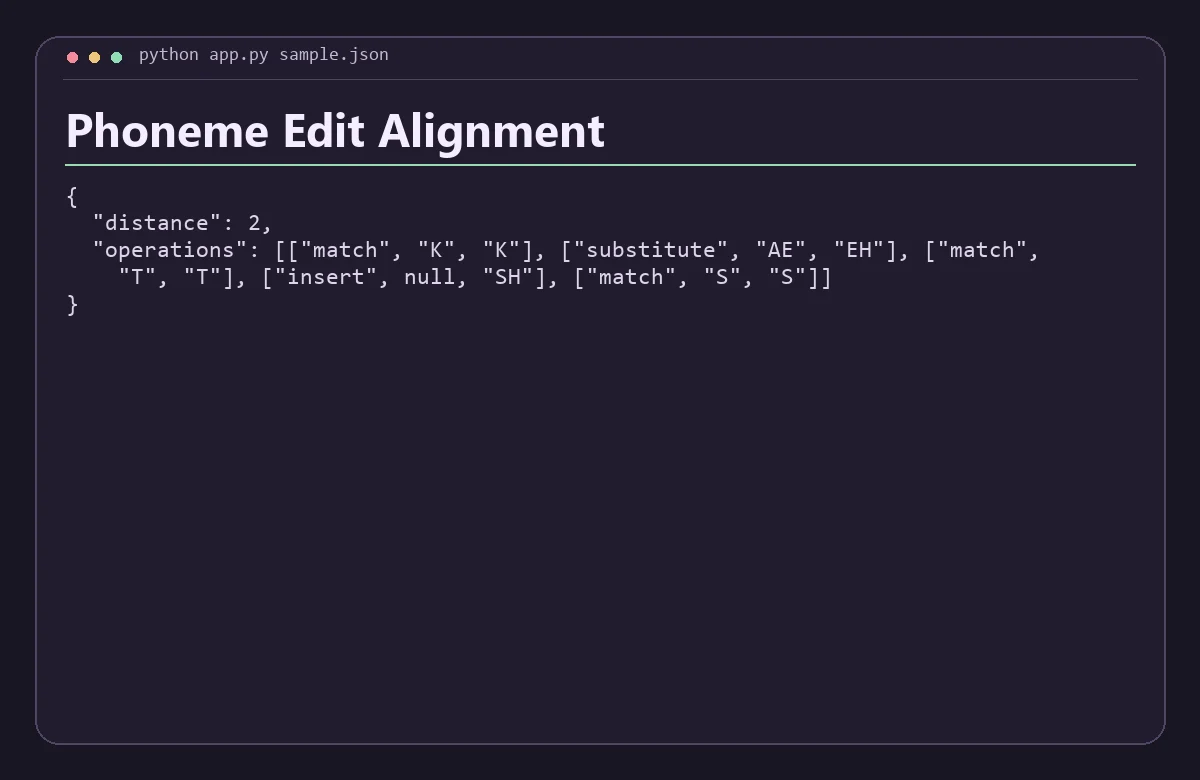 python app.py sample.json
Phoneme Edit Alignment
{
  "distance": 2,
  "operations": [["match", "K", "K"], ["substitute", "AE", "EH"], ["match",
    "T", "T"], ["insert", null, "SH"], ["match", "S", "S"]]
}